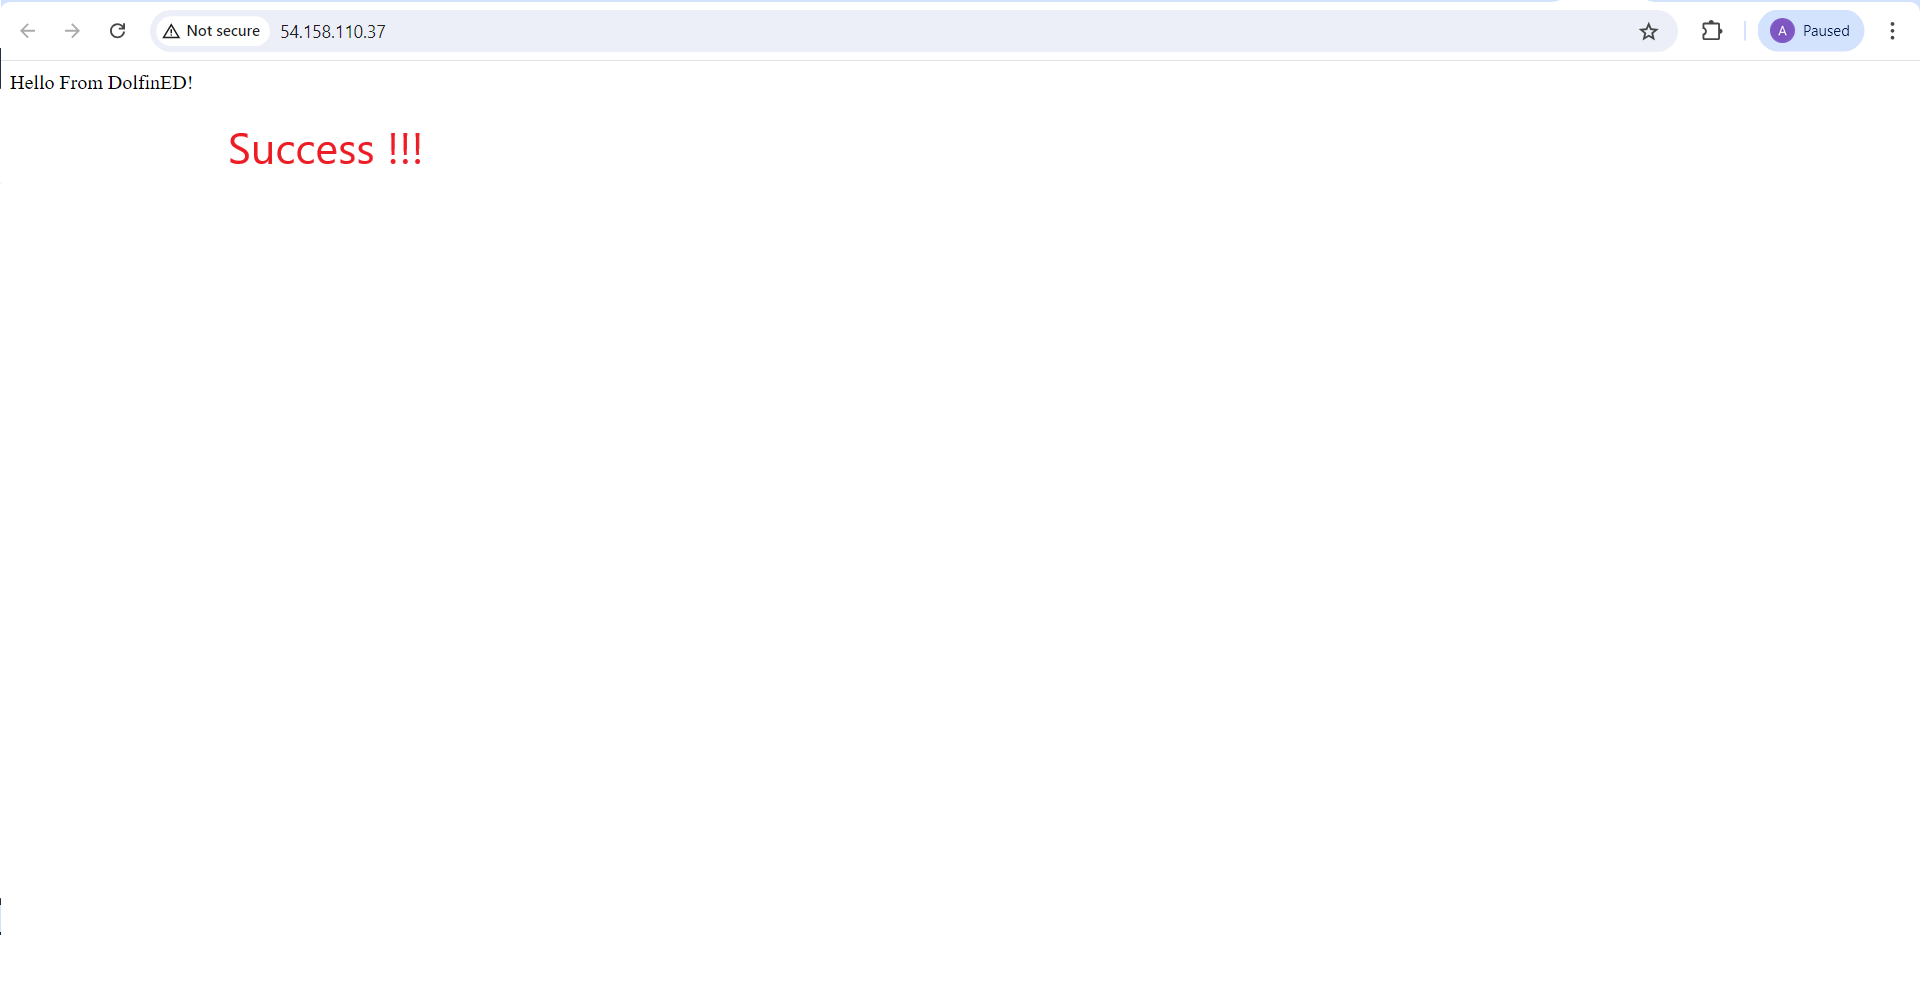 Not secure 54.158.110.37
A Paused
Hello From DolfinED!
Success !!!